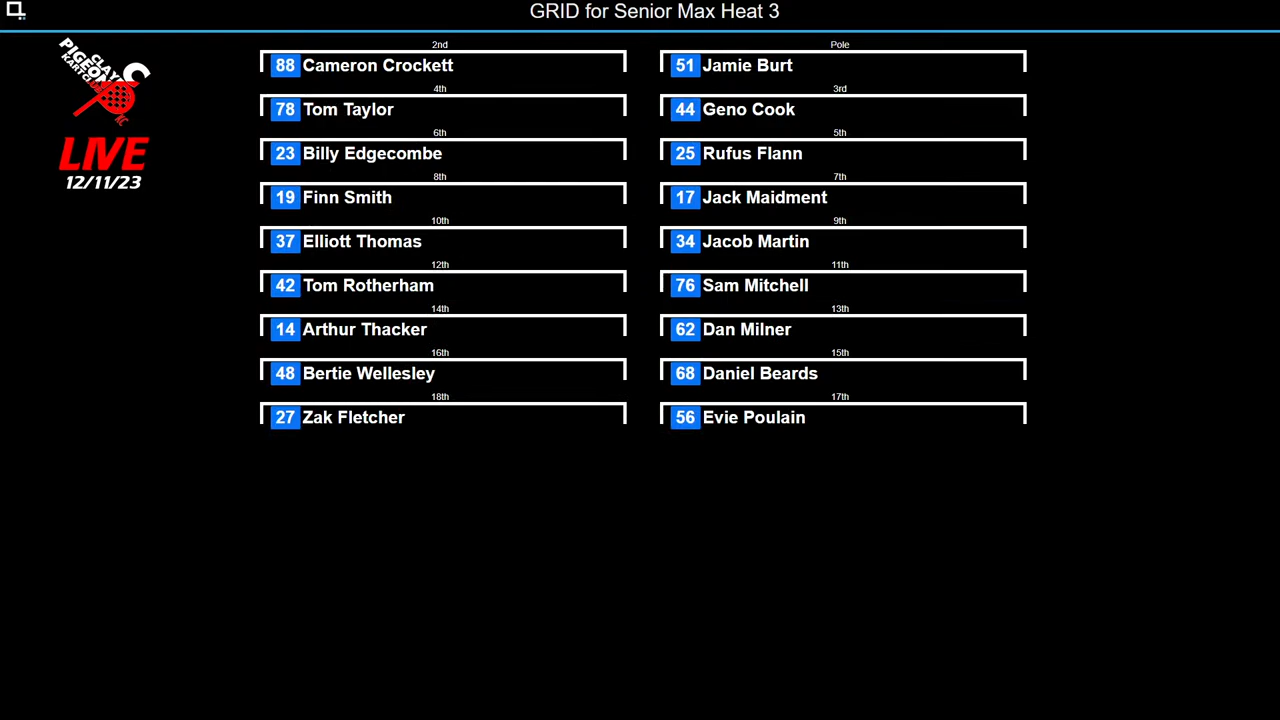 GRID for Senior Max Heat 3
CLAY
PIGEON
KART CLUB
LIVE
12/11/23
2nd Pole
88 Cameron Crockett 51 Jamie Burt
4th 3rd
78 Tom Taylor 44 Geno Cook
6th 5th
23 Billy Edgecombe 25 Rufus Flann
8th 7th
19 Finn Smith 17 Jack Maidment
10th 9th
37 Elliott Thomas 34 Jacob Martin
12th 11th
42 Tom Rotherham 76 Sam Mitchell
14th 13th
14 Arthur Thacker 62 Dan Milner
16th 15th
48 Bertie Wellesley 68 Daniel Beards
18th 17th
27 Zak Fletcher 56 Evie Poulain